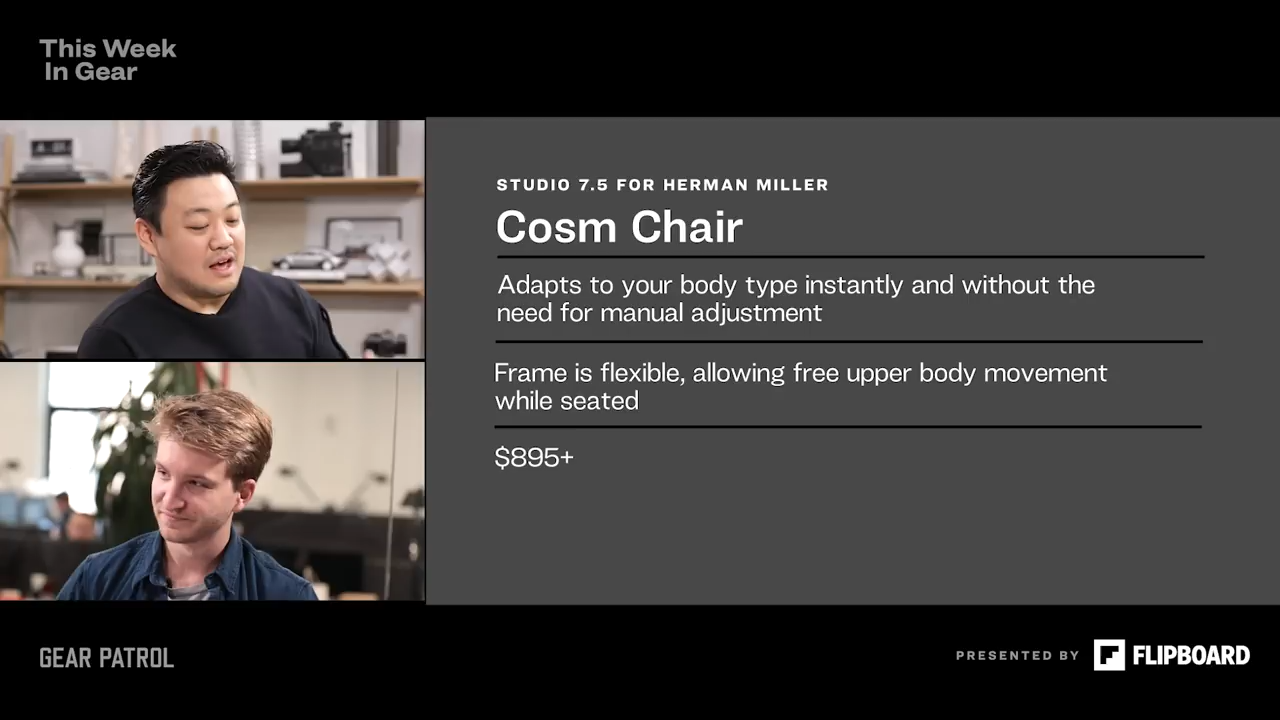 This Week
In Gear
STUDIO 7.5 FOR HERMAN MILLER
Cosm Chair
Adapts to your body type instantly and without the
need for manual adjustment
Frame is flexible, allowing free upper body movement
while seated
$895+
GEAR PATROL
PRESENTED BY
FLIPBOARD